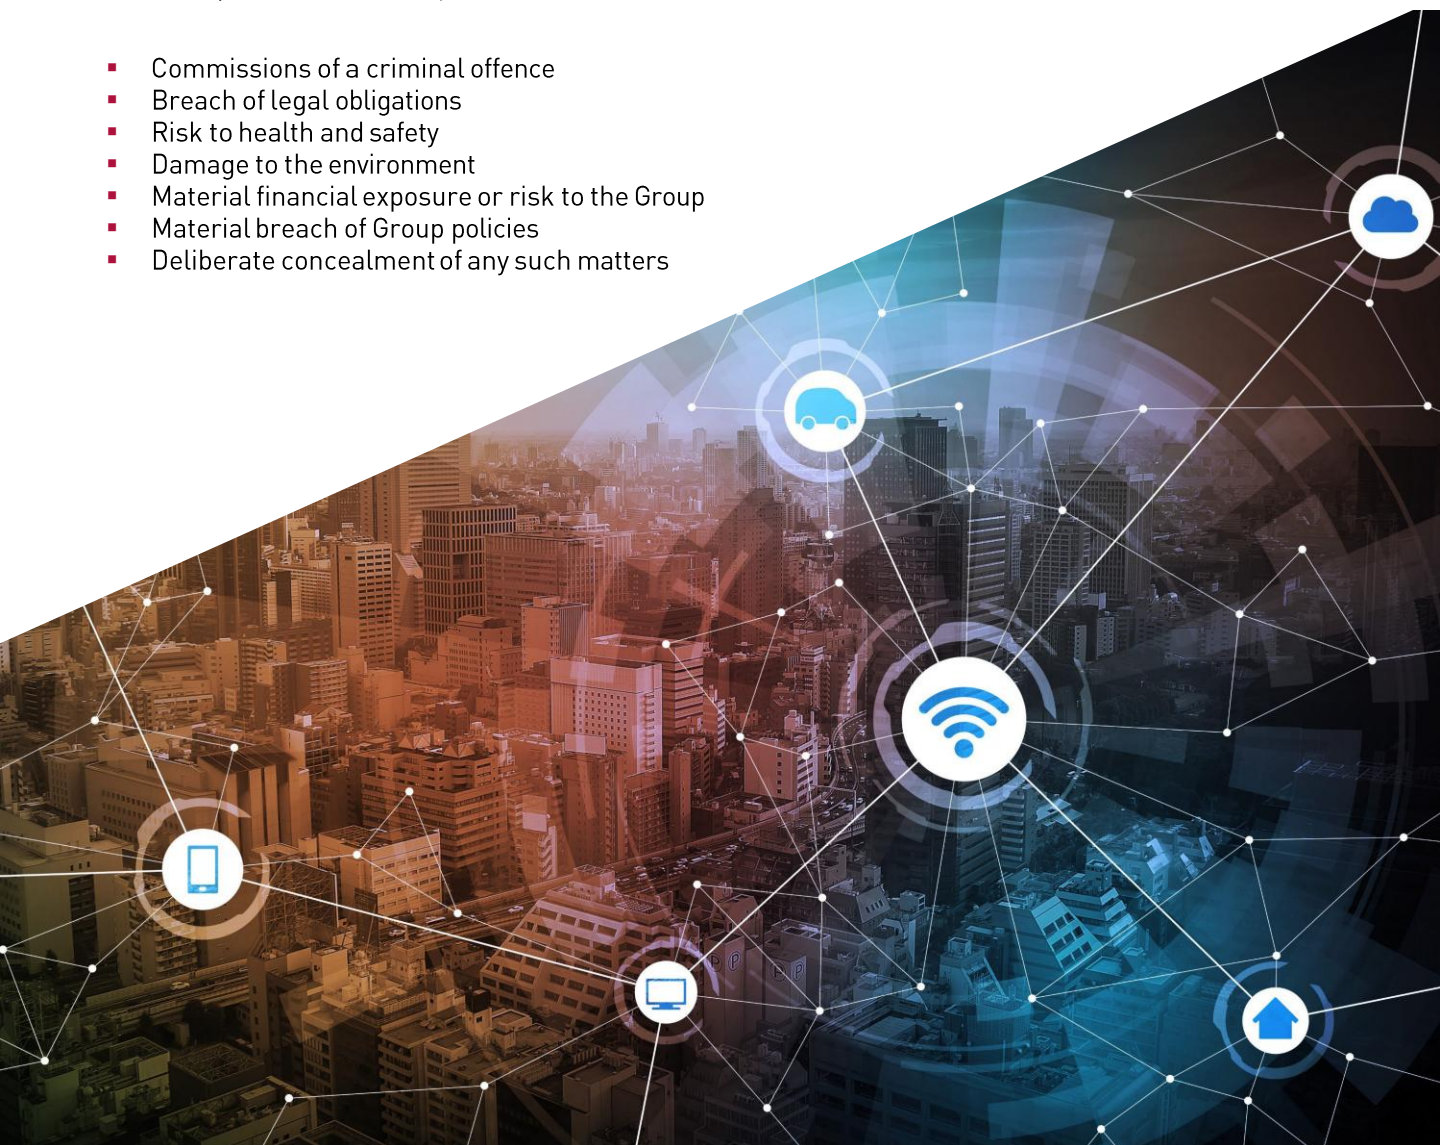 Commissions of a criminal offence
Breach of legal obligations
Risk to health and safety
Damage to the environment
Material financial exposure or risk to the Group
Material breach of Group policies
Deliberate concealment of any such matters